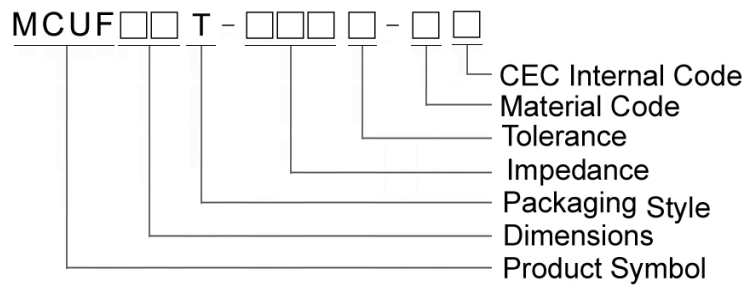 MCUF□□ T - □□□ □ - □ □
CEC Internal Code
Material Code
Tolerance
Impedance
Packaging Style
Dimensions
Product Symbol